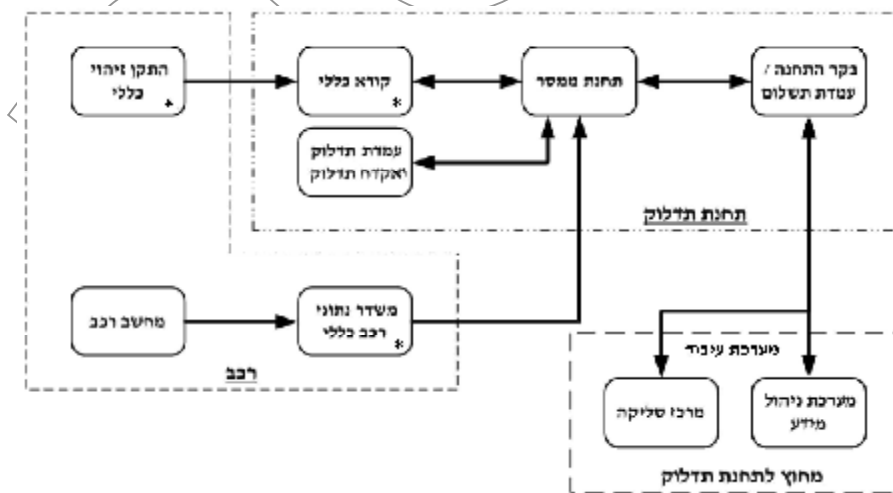 בקר התחנה /
עמדת תשלום
תחנת ממסר
קורא כללי
*
התקן זיהוי
כללי
*
עמדת תדלוק
ואקדח תדלוק
תחנת תדלוק
משדר נתוני
רכב כללי
*
מחשב רכב
רכב
מערכת עיבוד
מערכת ניהול
מידע
מרכז סליקה
מחוץ לתחנת תדלוק